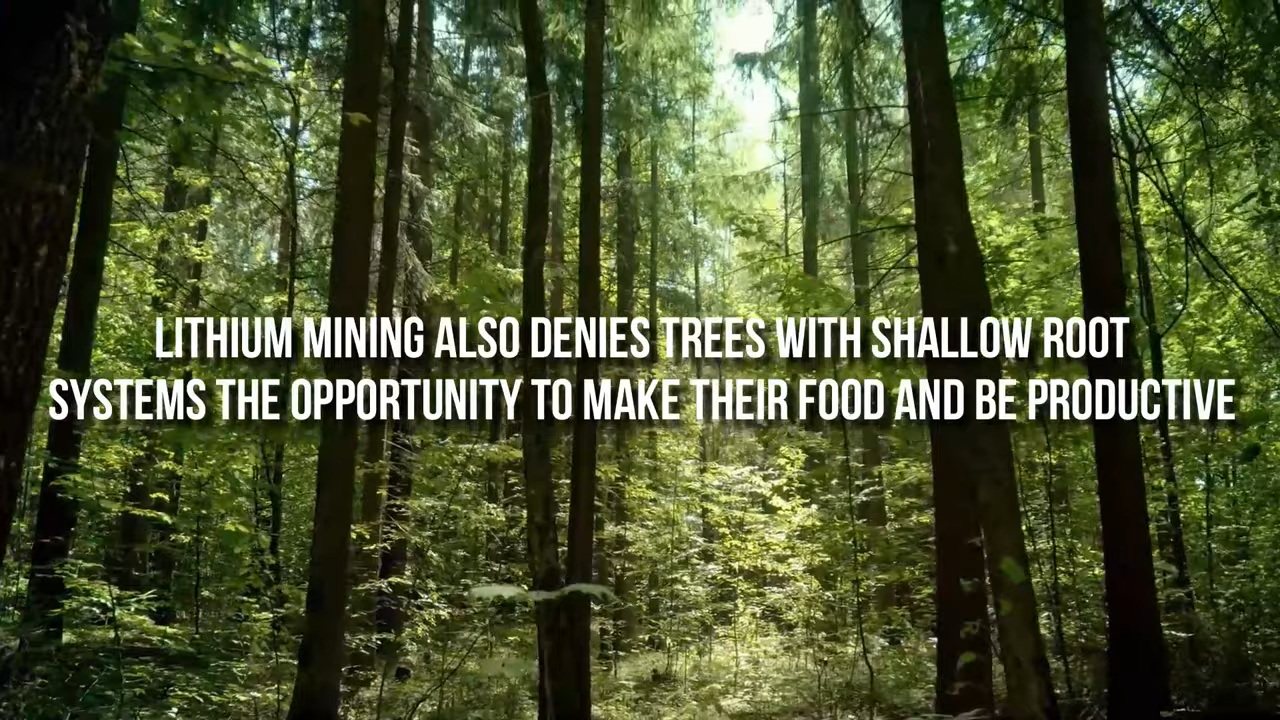 LITHIUM MINING ALSO DENIES TREES WITH SHALLOW ROOT
SYSTEMS THE OPPORTUNITY TO MAKE THEIR FOOD AND BE PRODUCTIVE